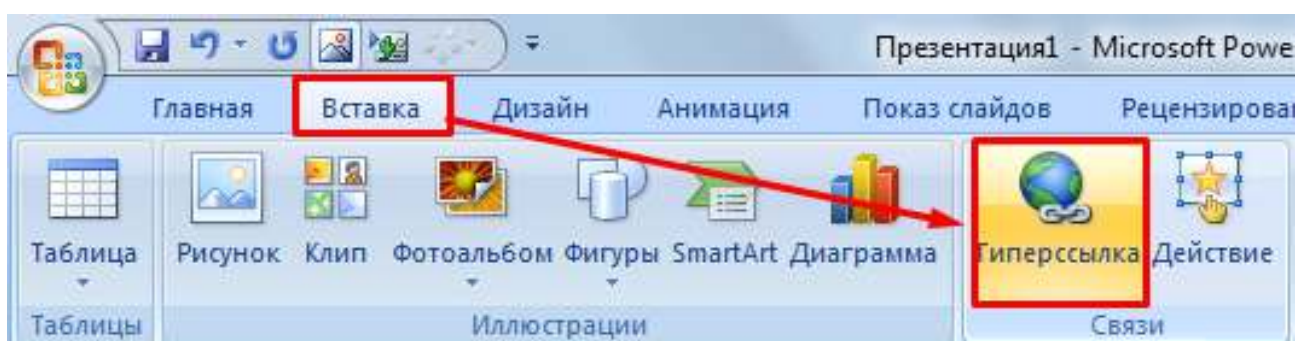 Презентация1 - Microsoft Powe
Главная Вставка Дизайн Анимация Показ слайдов Рецензирова
Таблица Рисунок Клип Фотоальбом Фигуры SmartArt Диаграмма Гиперссылка Действие
Таблицы Иллюстрации Связи